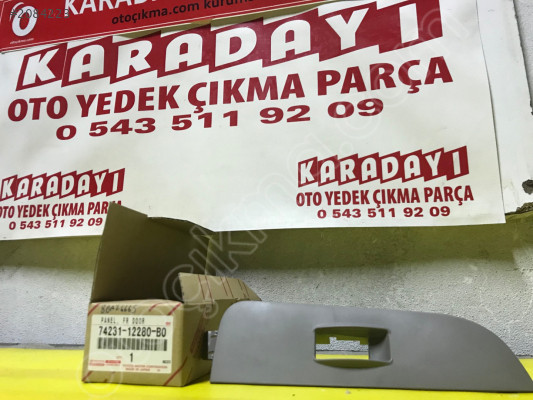 KARADAY
otoçıkma.com kurumsal
KARADAYI
OTO YEDEK ÇIKMA PARÇA
0 543 511 92 09
KARADAYI
OTO YEDEK ÇIKMA PARÇA
0 543 511 92 09
KARADAYI
OTO YEDEK ÇIKMA PARÇA
0 543 511 92 09
PANEL, FR DOOR
74231-12280-B0
1